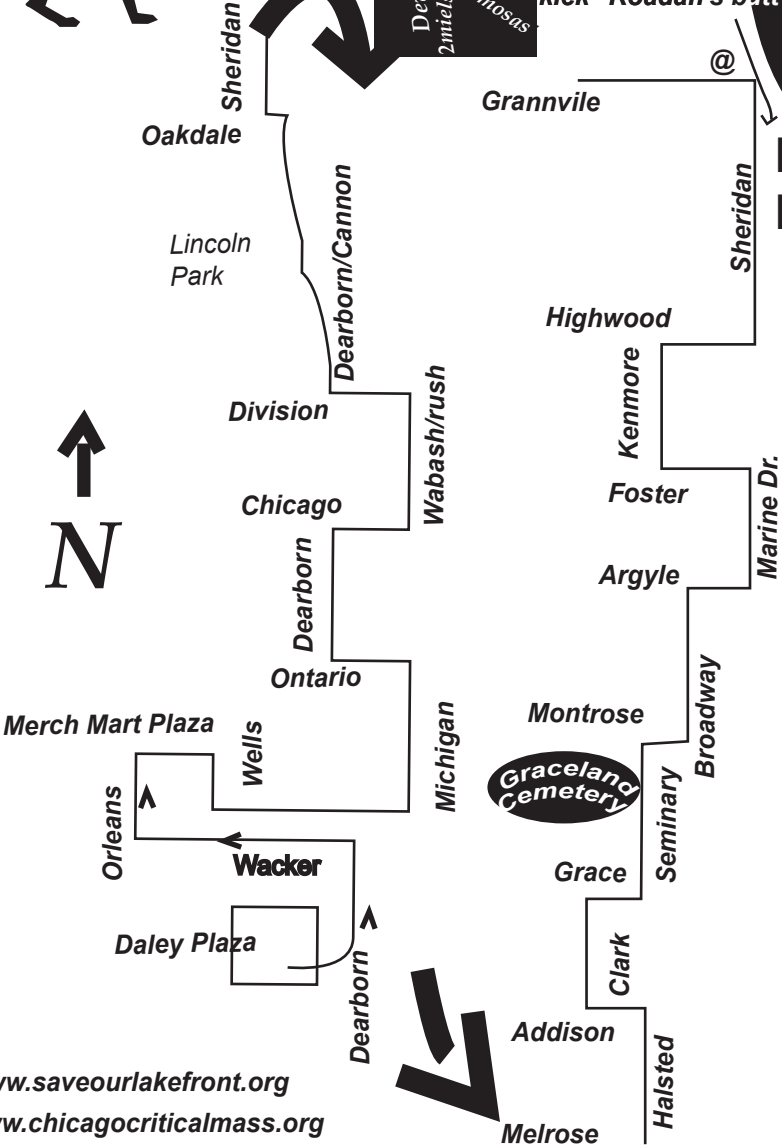 Sheridan
2miels
mosas
Grannvile
@
Oakdale
Sheridan
Lincoln
Park
Dearborn/Cannon
Highwood
Kenmore
Division
Wabash/rush
Foster
Marine Dr.
Chicago
N
Argyle
Dearborn
Ontario
Merch Mart Plaza
Wells
Michigan
Montrose
Broadway
Graceland
Cemetery
Seminary
Orleans
Wacker
Grace
Daley Plaza
Clark
Dearborn
Addison
Halsted
w.saveourlakefront.org
w.chicagocriticalmass.org
Melrose